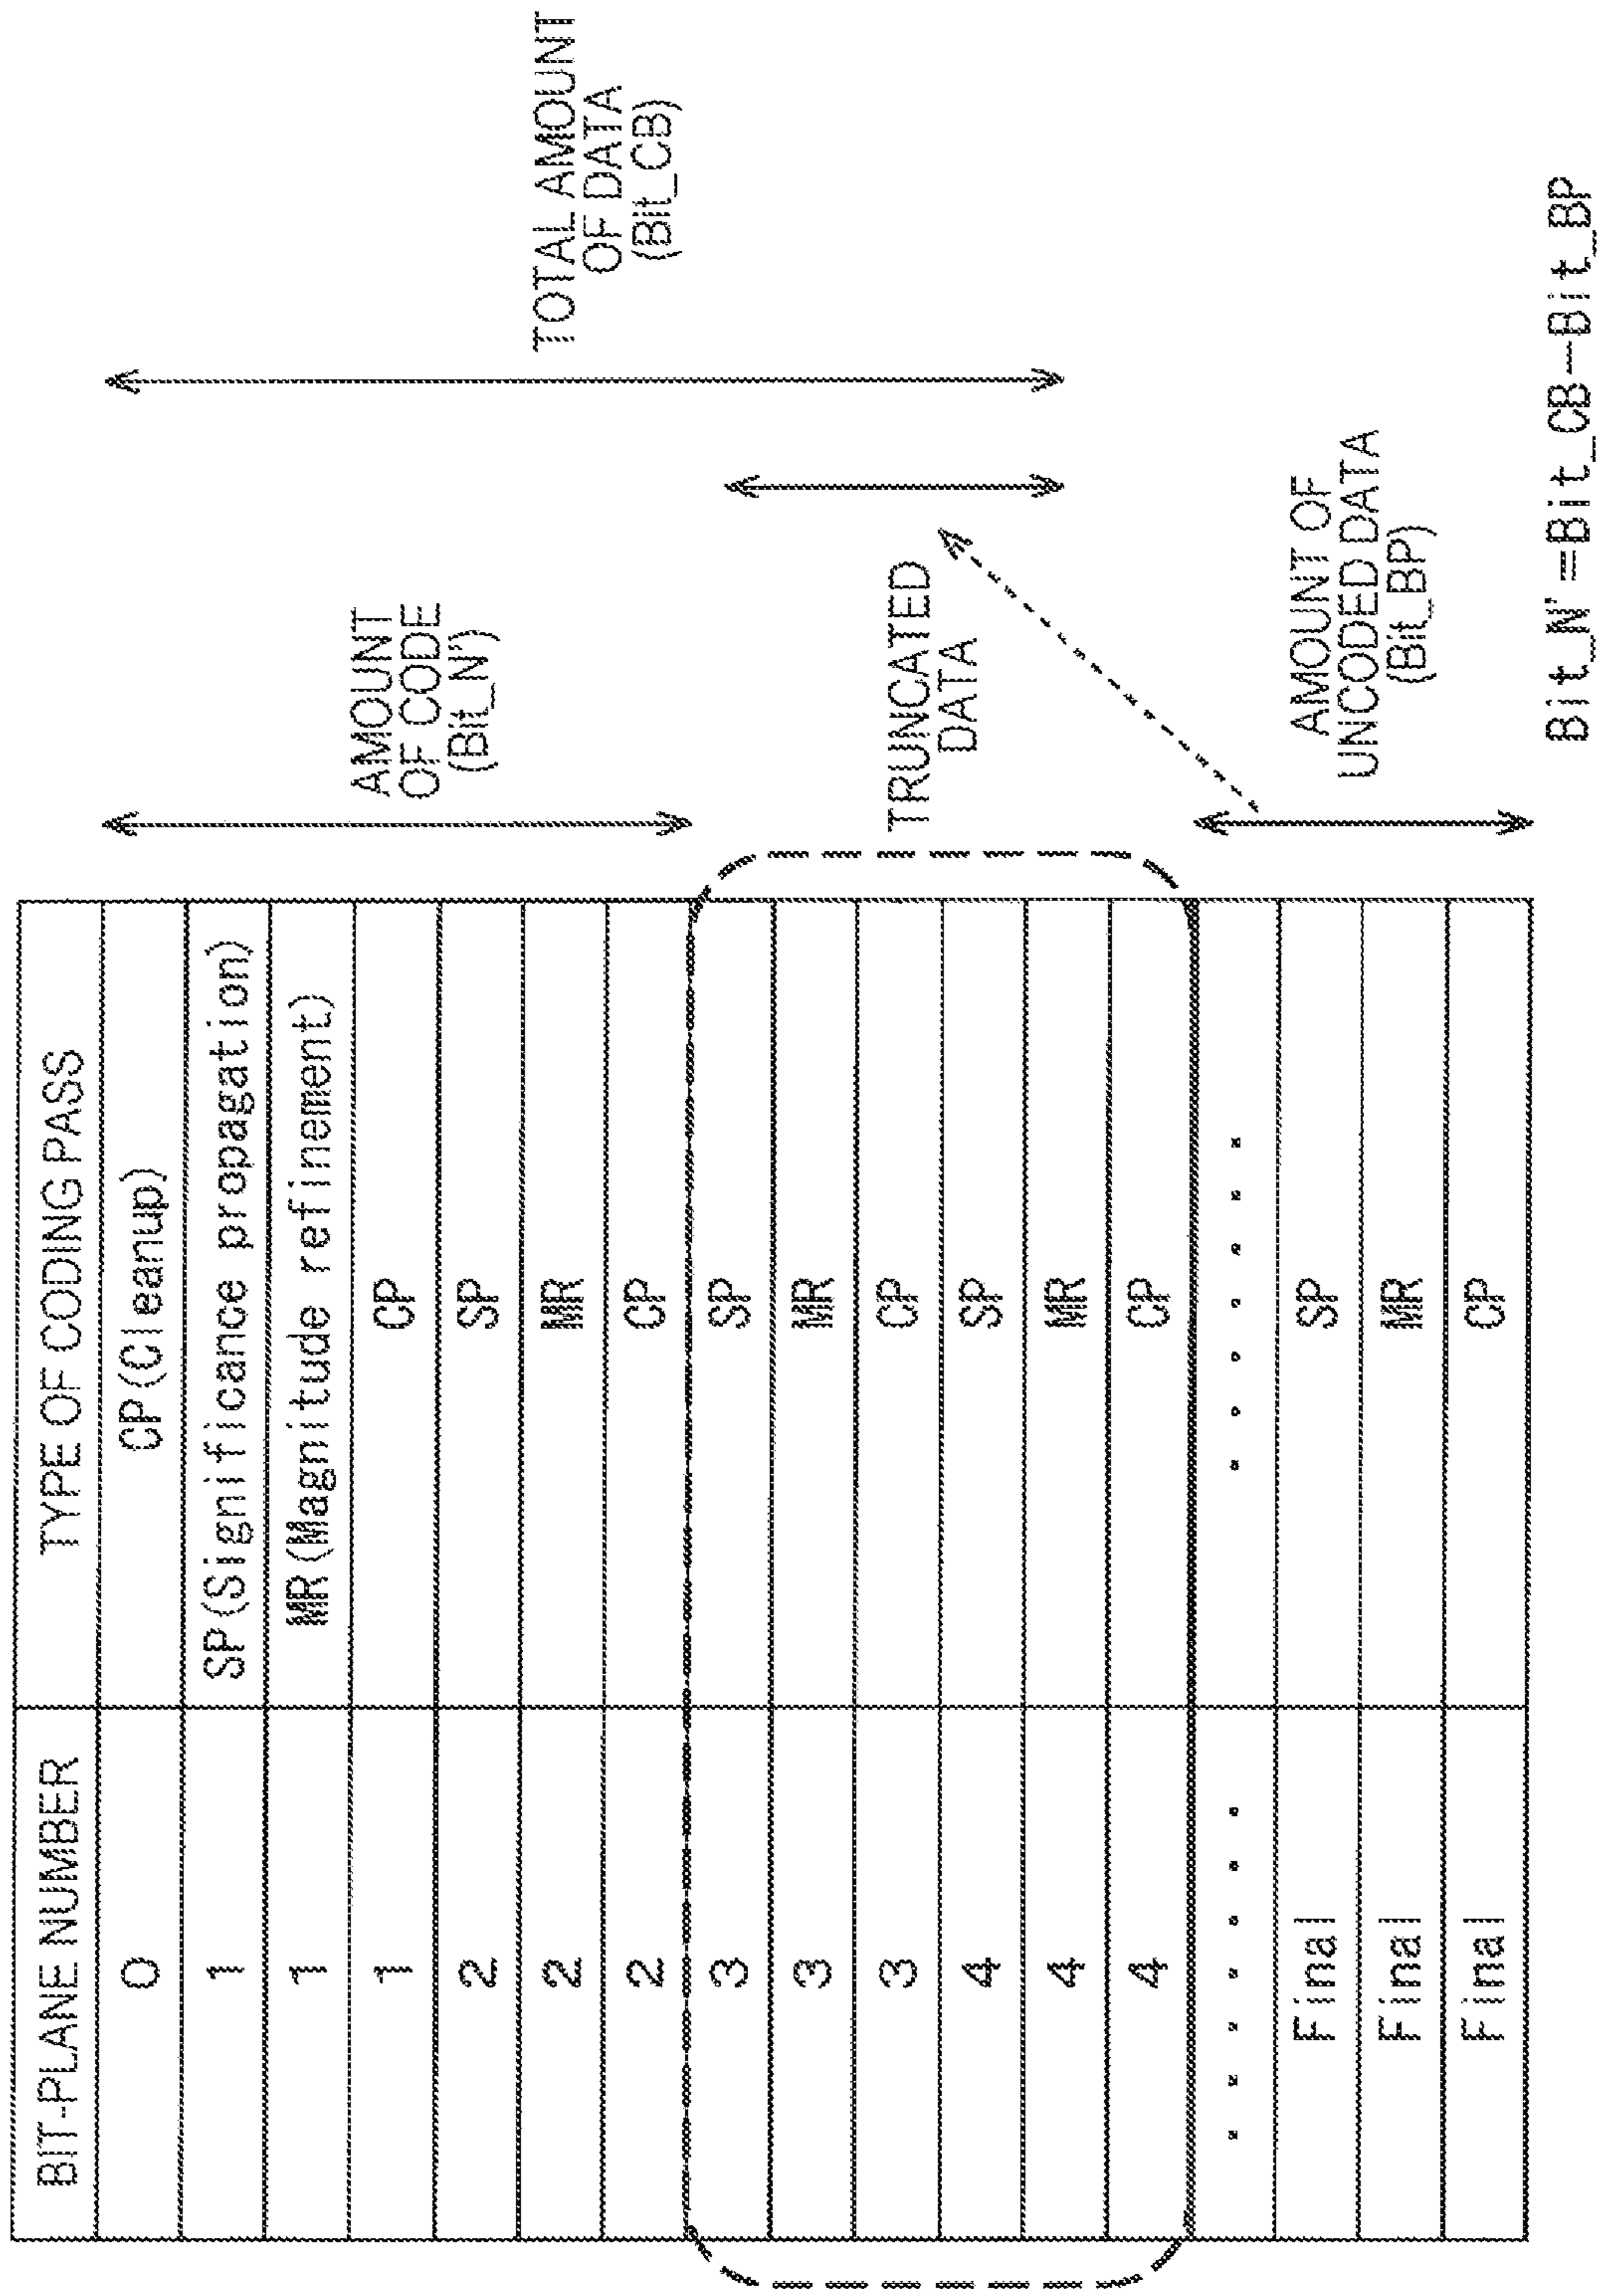 BIT-PLANE NUMBER TYPE OF CODING PASS
0 CP(Cleanup)
1 SP(Significance propagation)
1 MR(Magnitude refinement)
1 CP
2 SP
2 MR
2 CP
3 SP
3 MR
3 CP
4 SP
4 MR
4 CP
Final SP
Final MR
Final CP
AMOUNT
OF CODE
(Bit_N')
TRUNCATED
DATA
AMOUNT OF
UNCODED DATA
(Bit_BP)
TOTAL AMOUNT
OF DATA
(Bit_CB)
Bit_N'=Bit_CB-Bit_BP